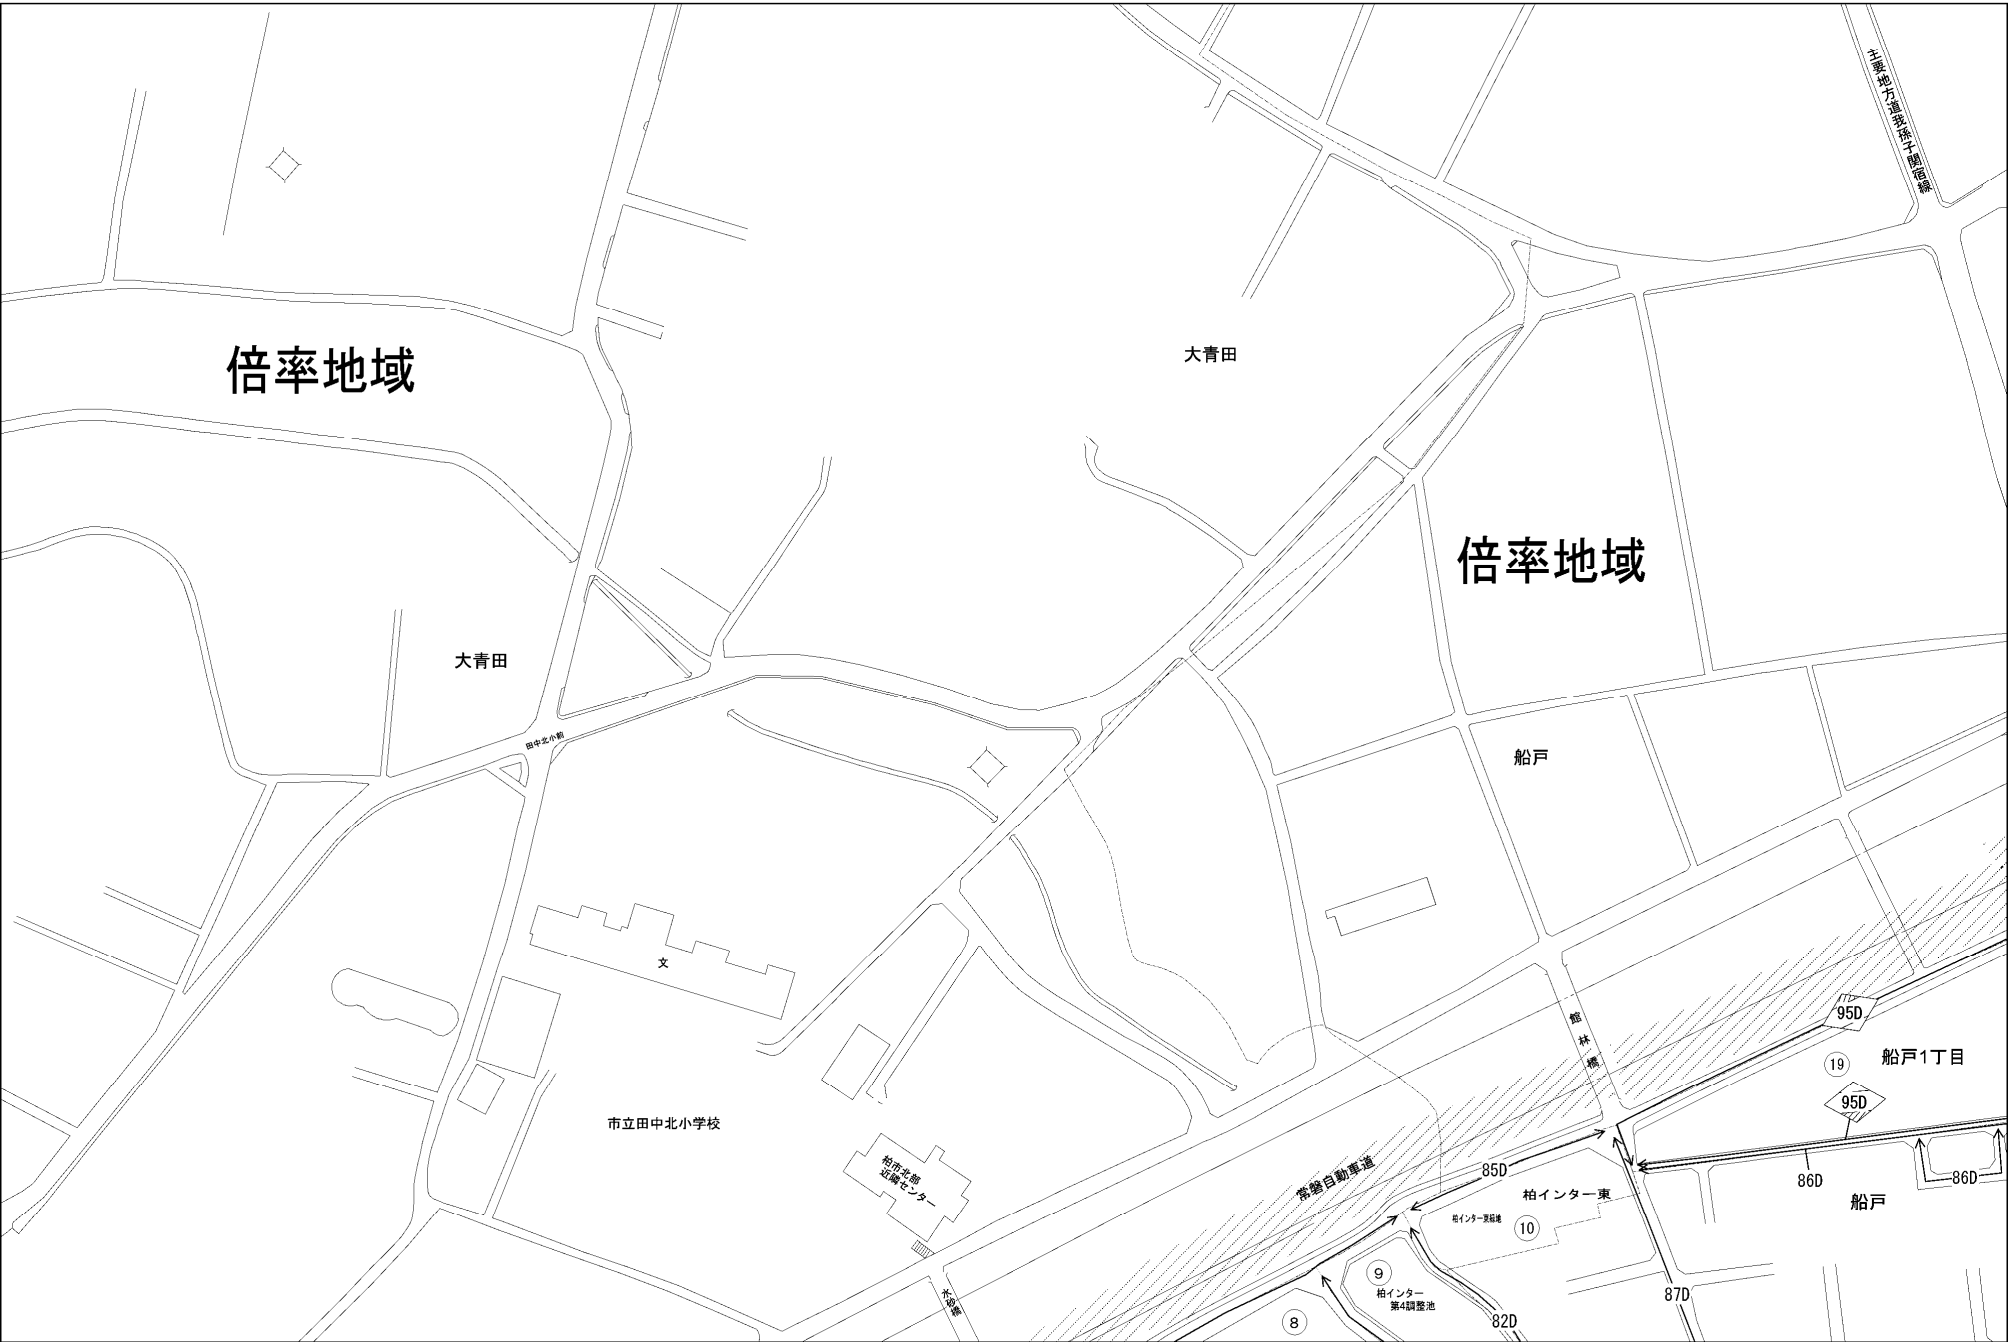 主要地方道我孫子関宿線
倍率地域
大青田
倍率地域
大青田
田中北小前
船戸
文
館林橋
95D
19
船戸1丁目
95D
市立田中北小学校
柏市北部
近隣センター
常磐自動車道
85D
86D
86D
柏インター東
船戸
柏インター東緑地
10
9
柏インター
第4調整池
水砂橋
87D
82D
8